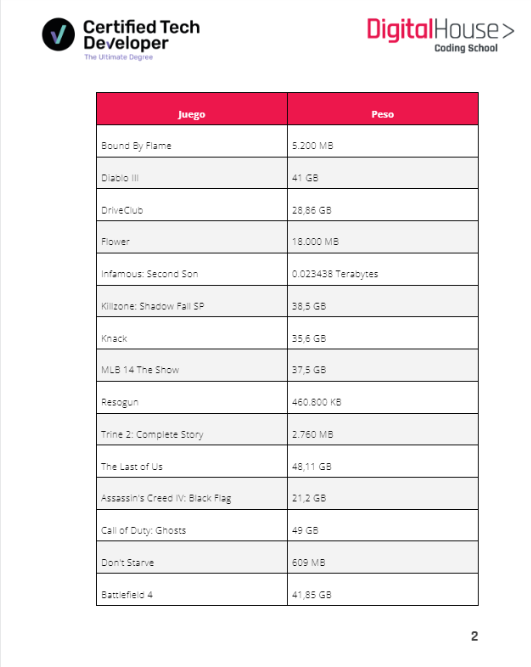 Certified Tech
Developer
The Ultimate Degree
DigitalHouse>
Coding School
Juego Peso
Bound By Flame 5.200 MB
Diablo III 41 GB
DriveClub 28,86 GB
Flower 18.000 MB
Infamous: Second Son 0.023438 Terabytes
Killzone: Shadow Fall SP 38,5 GB
Knack 35,6 GB
MLB 14 The Show 37,5 GB
Resogun 460.800 KB
Trine 2: Complete Story 2.760 MB
The Last of Us 48,11 GB
Assassin's Creed IV: Black Flag 21,2 GB
Call of Duty: Ghosts 49 GB
Don't Starve 609 MB
Battlefield 4 41,85 GB
2